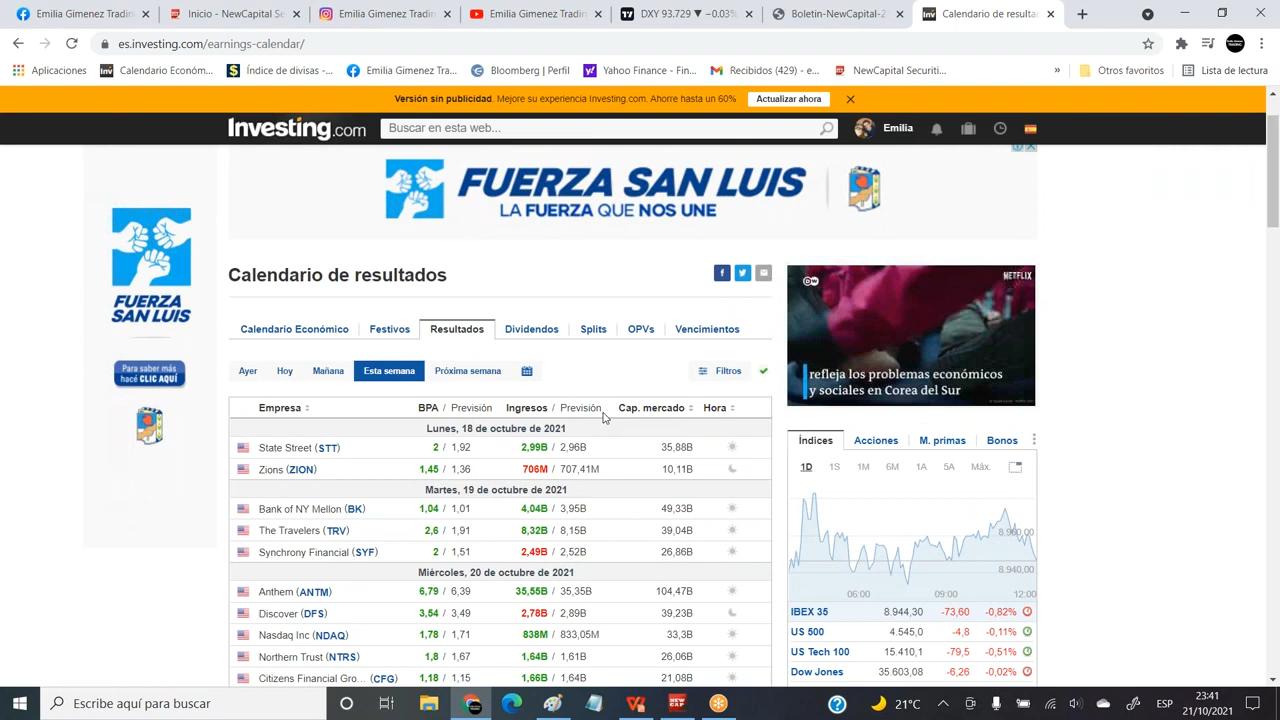 Emilia Gimenez Tradin
Inicio - NewCapital Sec
Emilia Gimenez Tradin
Emilia Gimenez Tradin
DXY 93.729 ▼ −0.03%
Boletin-NewCapital-2
Calendario de resulta
es.investing.com/earnings-calendar/
Aplicaciones
Calendario Económ...
Índice de divisas -...
Emilia Gimenez Tra...
Bloomberg | Perfil
Yahoo Finance - Fin...
Recibidos (429) - e...
NewCapital Securiti...
»
Otros favoritos
Lista de lectura
Versión sin publicidad. Mejore su experiencia Investing.com. Ahorre hasta un 60%
Actualizar ahora
Investing.com
Buscar en esta web...
Emilia
FUERZA SAN LUIS
LA FUERZA QUE NOS UNE
FUERZA
SAN LUIS
Para saber más
hacé CLIC AQUÍ
Calendario de resultados
Calendario Económico
Festivos
Resultados
Dividendos
Splits
OPVs
Vencimientos
Ayer
Hoy
Mañana
Esta semana
Próxima semana
Filtros
Empresa BPA / Previsión Ingresos / Previsión Cap. mercado Hora
Lunes, 18 de octubre de 2021
State Street (STT) 2 / 1,92 2,99B / 2,96B 35,88B
Zions (ZION) 1,45 / 1,36 706M / 707,41M 10,11B
Martes, 19 de octubre de 2021
Bank of NY Mellon (BK) 1,04 / 1,01 4,04B / 3,95B 49,33B
The Travelers (TRV) 2,6 / 1,91 8,32B / 8,15B 39,04B
Synchrony Financial (SYF) 2 / 1,51 2,49B / 2,52B 26,86B
Miércoles, 20 de octubre de 2021
Anthem (ANTM) 6,79 / 6,39 35,55B / 35,35B 104,47B
Discover (DFS) 3,54 / 3,49 2,78B / 2,89B 39,23B
Nasdaq Inc (NDAQ) 1,78 / 1,71 838M / 833,05M 33,3B
Northern Trust (NTRS) 1,8 / 1,67 1,64B / 1,61B 26,06B
Citizens Financial Gro... (CFG) 1,18 / 1,15 1,66B / 1,64B 21,08B
DW
NETFLIX
refleja los problemas económicos
y sociales en Corea del Sur
Índices
Acciones
M. primas
Bonos
1D
1S
1M
6M
1A
5A
Máx.
8.960,00
8.940,00
06:00
09:00
12:00
IBEX 35 8.944,30 -73,60 -0,82%
US 500 4.545,0 -4,8 -0,11%
US Tech 100 15.410,1 -79,5 -0,51%
Dow Jones 35.603,08 -6,26 -0,02%
Escribe aquí para buscar
NEW
CAP
21°C
ESP
23:41
21/10/2021